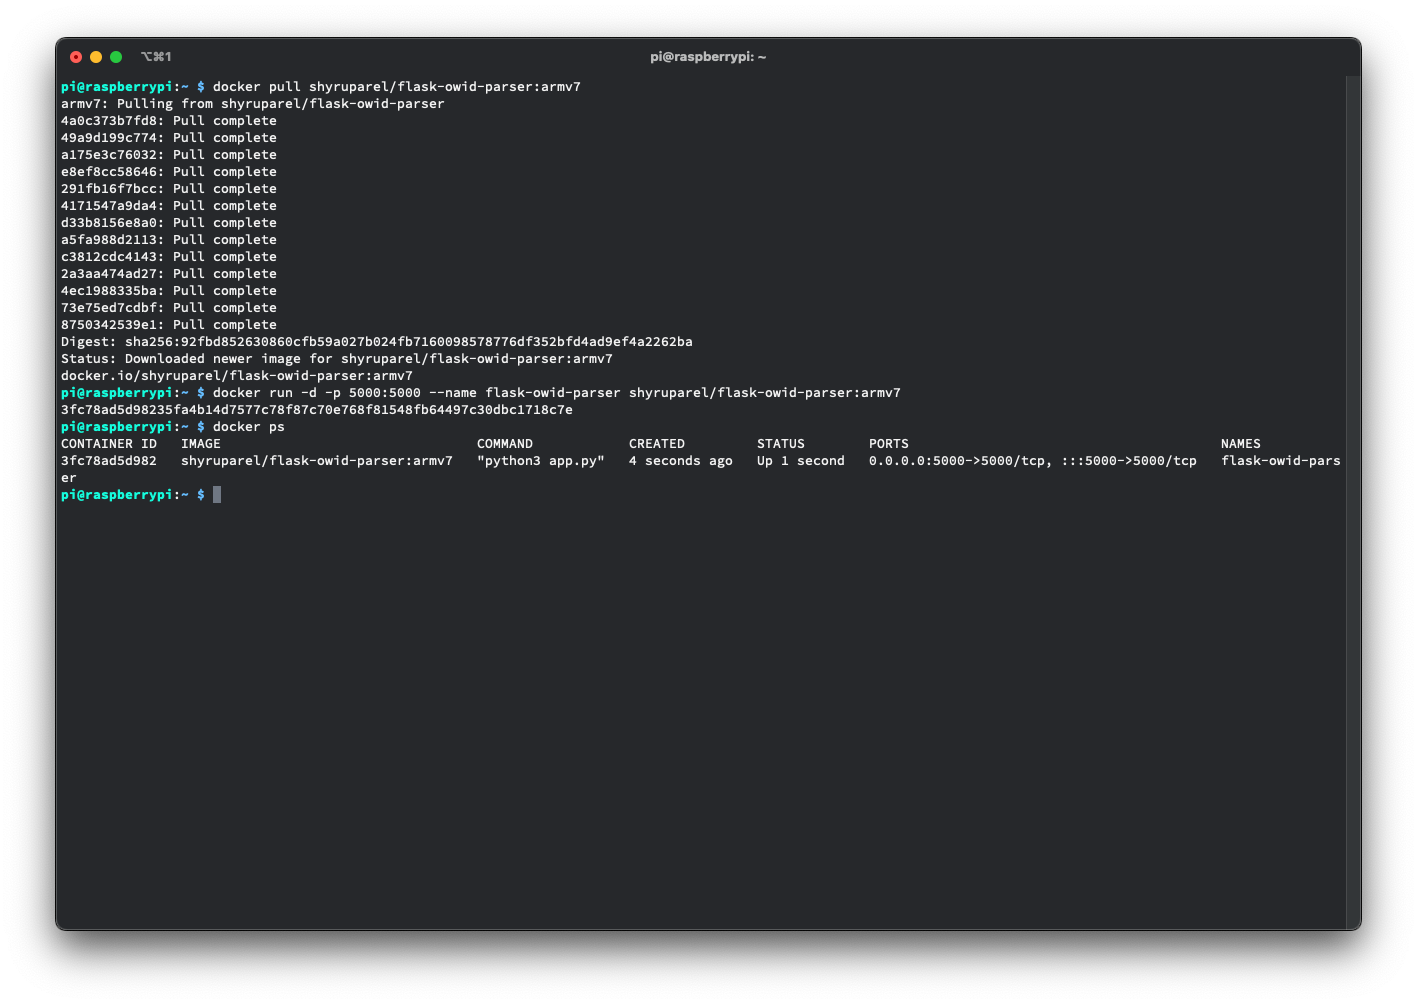 ⌥⌘1
pi@raspberrypi: ~
pi@raspberrypi:~ $ docker pull shyruparel/flask-owid-parser:armv7
armv7: Pulling from shyruparel/flask-owid-parser
4a0c373b7fd8: Pull complete
49a9d199c774: Pull complete
a175e3c76032: Pull complete
e8ef8cc58646: Pull complete
291fb16f7bcc: Pull complete
4171547a9da4: Pull complete
d33b8156e8a0: Pull complete
a5fa988d2113: Pull complete
c3812cdc4143: Pull complete
2a3aa474ad27: Pull complete
4ec1988335ba: Pull complete
73e75ed7cdbf: Pull complete
8750342539e1: Pull complete
Digest: sha256:92fbd852630860cfb59a027b024fb7160098578776df352bfd4ad9ef4a2262ba
Status: Downloaded newer image for shyruparel/flask-owid-parser:armv7
docker.io/shyruparel/flask-owid-parser:armv7
pi@raspberrypi:~ $ docker run -d -p 5000:5000 --name flask-owid-parser shyruparel/flask-owid-parser:armv7
3fc78ad5d98235fa4b14d7577c78f87c70e768f81548fb64497c30dbc1718c7e
pi@raspberrypi:~ $ docker ps
CONTAINER ID   IMAGE                                COMMAND            CREATED         STATUS        PORTS                                       NAMES
3fc78ad5d982   shyruparel/flask-owid-parser:armv7   "python3 app.py"   4 seconds ago   Up 1 second   0.0.0.0:5000->5000/tcp, :::5000->5000/tcp   flask-owid-pars
er
pi@raspberrypi:~ $